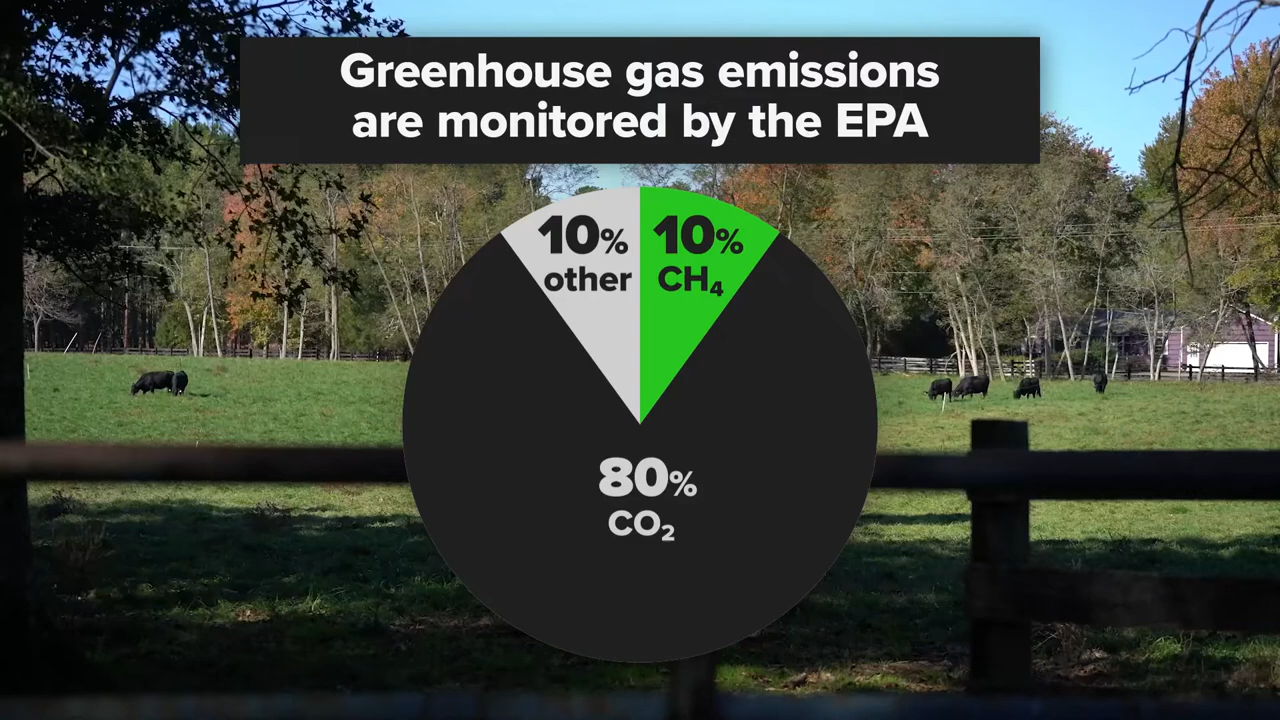 Greenhouse gas emissions
are monitored by the EPA
10% 10%
other CH₄
80%
CO₂